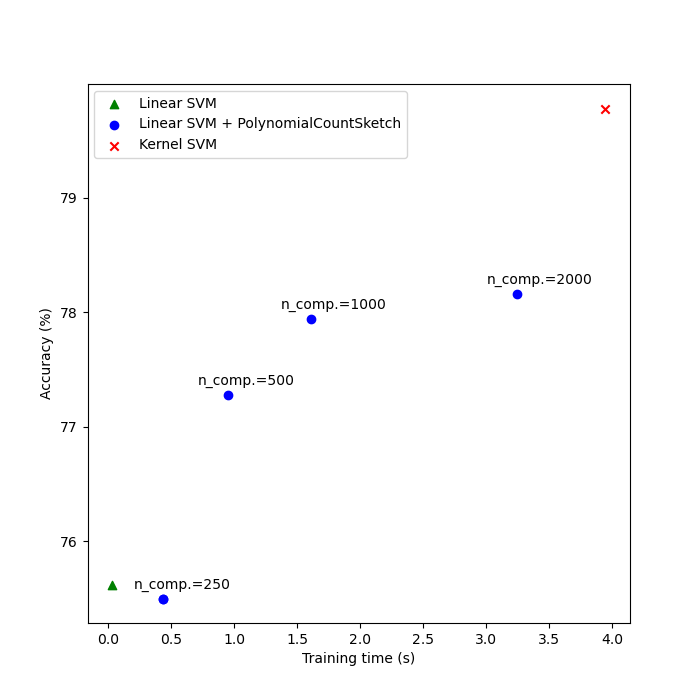 Linear SVM
Linear SVM + PolynomialCountSketch
Kernel SVM
79
78
77
76
Accuracy (%)
n_comp.=2000
n_comp.=1000
n_comp.=500
n_comp.=250
0.0 0.5 1.0 1.5 2.0 2.5 3.0 3.5 4.0
Training time (s)